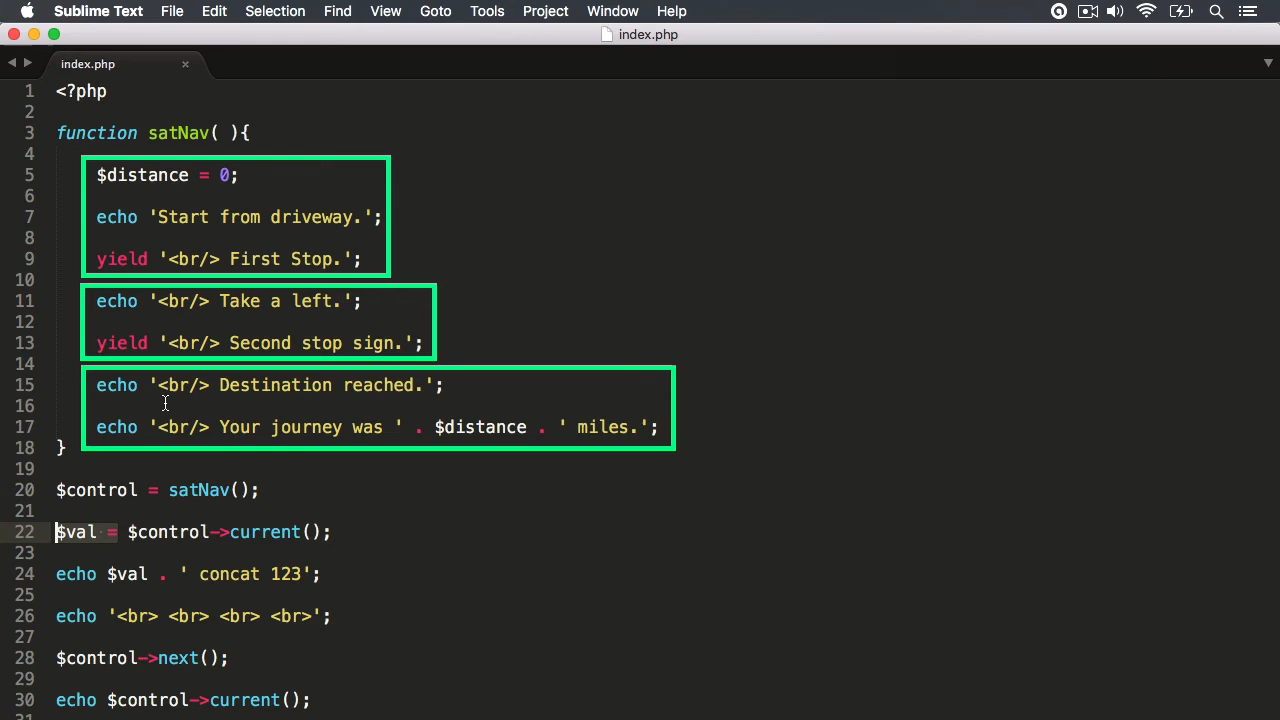 Sublime Text File Edit Selection Find View Goto Tools Project Window Help
index.php
index.php ×
1 <?php
2
3 function satNav( ){
4
5 $distance = 0;
6
7 echo 'Start from driveway.';
8
9 yield '<br/> First Stop.';
10
11 echo '<br/> Take a left.';
12
13 yield '<br/> Second stop sign.';
14
15 echo '<br/> Destination reached.';
16
17 echo '<br/> Your journey was ' . $distance . ' miles.';
18 }
19
20 $control = satNav();
21
22 $val = $control->current();
23
24 echo $val . ' concat 123';
25
26 echo '<br> <br> <br> <br>';
27
28 $control->next();
29
30 echo $control->current();
31